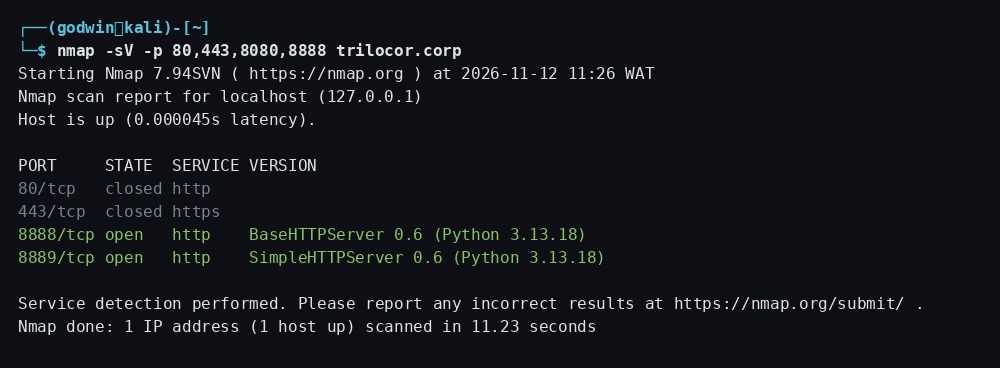 ┌──(godwin▯kali)-[~]
└─$ nmap -sV -p 80,443,8080,8888 trilocor.corp
Starting Nmap 7.94SVN ( https://nmap.org ) at 2026-11-12 11:26 WAT
Nmap scan report for localhost (127.0.0.1)
Host is up (0.000045s latency).

PORT     STATE  SERVICE VERSION
80/tcp   closed http
443/tcp  closed https
8888/tcp open   http    BaseHTTPServer 0.6 (Python 3.13.18)
8889/tcp open   http    SimpleHTTPServer 0.6 (Python 3.13.18)

Service detection performed. Please report any incorrect results at https://nmap.org/submit/ .
Nmap done: 1 IP address (1 host up) scanned in 11.23 seconds